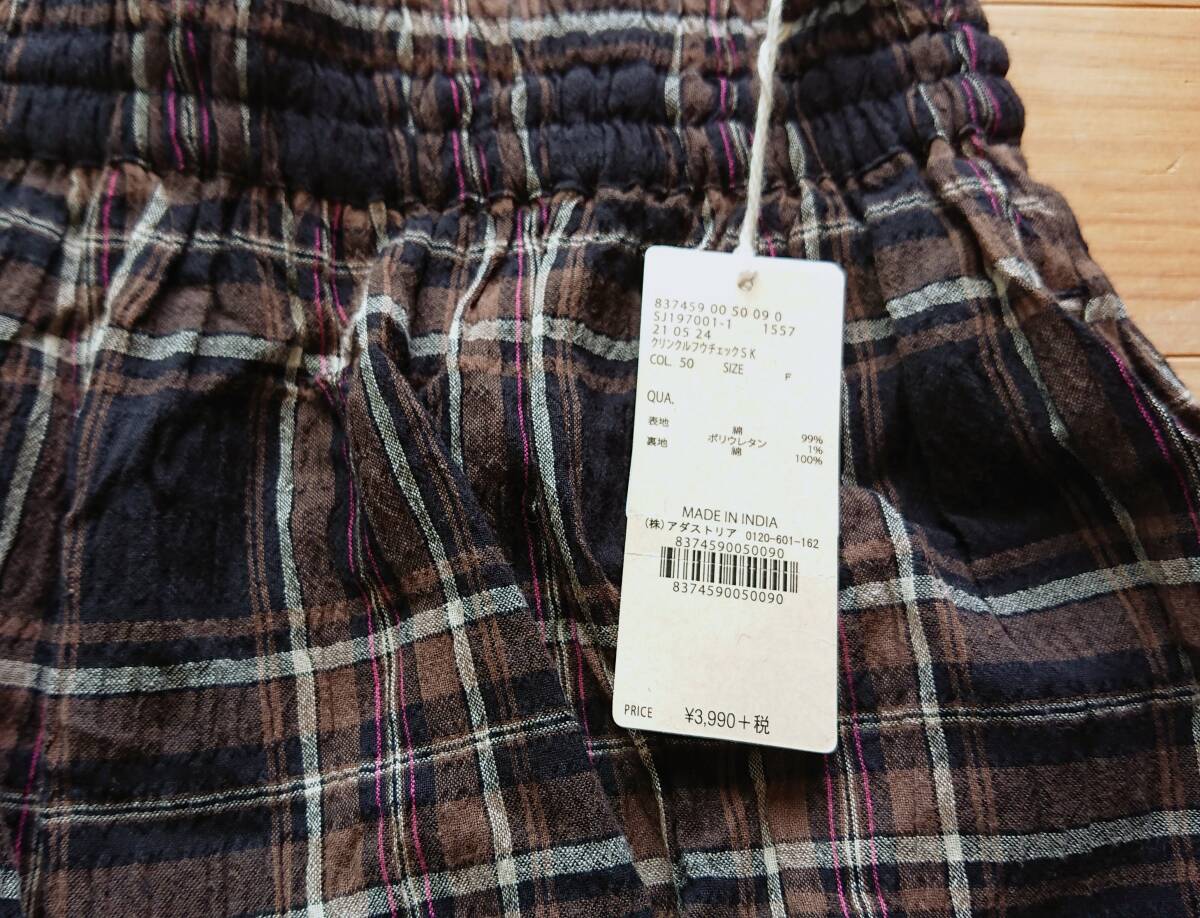 837459 00 50 09 0
SJ197001-1 1557
21 05 24
クリンクルフウチェックＳＫ
COL. 50 SIZE F
QUA.
表地 綿 99%
ポリウレタン 1%
裏地 綿 100%
MADE IN INDIA
(株)アダストリア 0120-601-162
8374590050090
8374590050090
PRICE ¥3,990+税